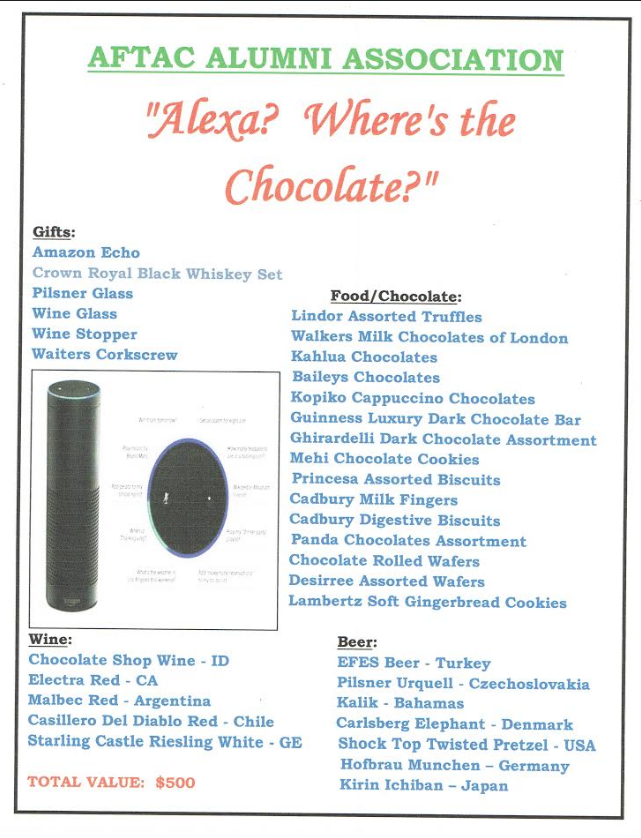 AFTAC ALUMNI ASSOCIATION
"Alexa? Where's the
Chocolate?"
Gifts:
Amazon Echo
Crown Royal Black Whiskey Set
Pilsner Glass
Wine Glass
Wine Stopper
Waiters Corkscrew
Food/Chocolate:
Lindor Assorted Truffles
Walkers Milk Chocolates of London
Kahlua Chocolates
Baileys Chocolates
Kopiko Cappuccino Chocolates
Guinness Luxury Dark Chocolate Bar
Ghirardelli Dark Chocolate Assortment
Mehi Chocolate Cookies
Princesa Assorted Biscuits
Cadbury Milk Fingers
Cadbury Digestive Biscuits
Panda Chocolates Assortment
Chocolate Rolled Wafers
Desirree Assorted Wafers
Lambertz Soft Gingerbread Cookies
Wine:
Chocolate Shop Wine - ID
Electra Red - CA
Malbec Red - Argentina
Casillero Del Diablo Red - Chile
Starling Castle Riesling White - GE
TOTAL VALUE: $500
Beer:
EFES Beer - Turkey
Pilsner Urquell - Czechoslovakia
Kalik - Bahamas
Carlsberg Elephant - Denmark
Shock Top Twisted Pretzel - USA
Hofbrau Munchen – Germany
Kirin Ichiban – Japan